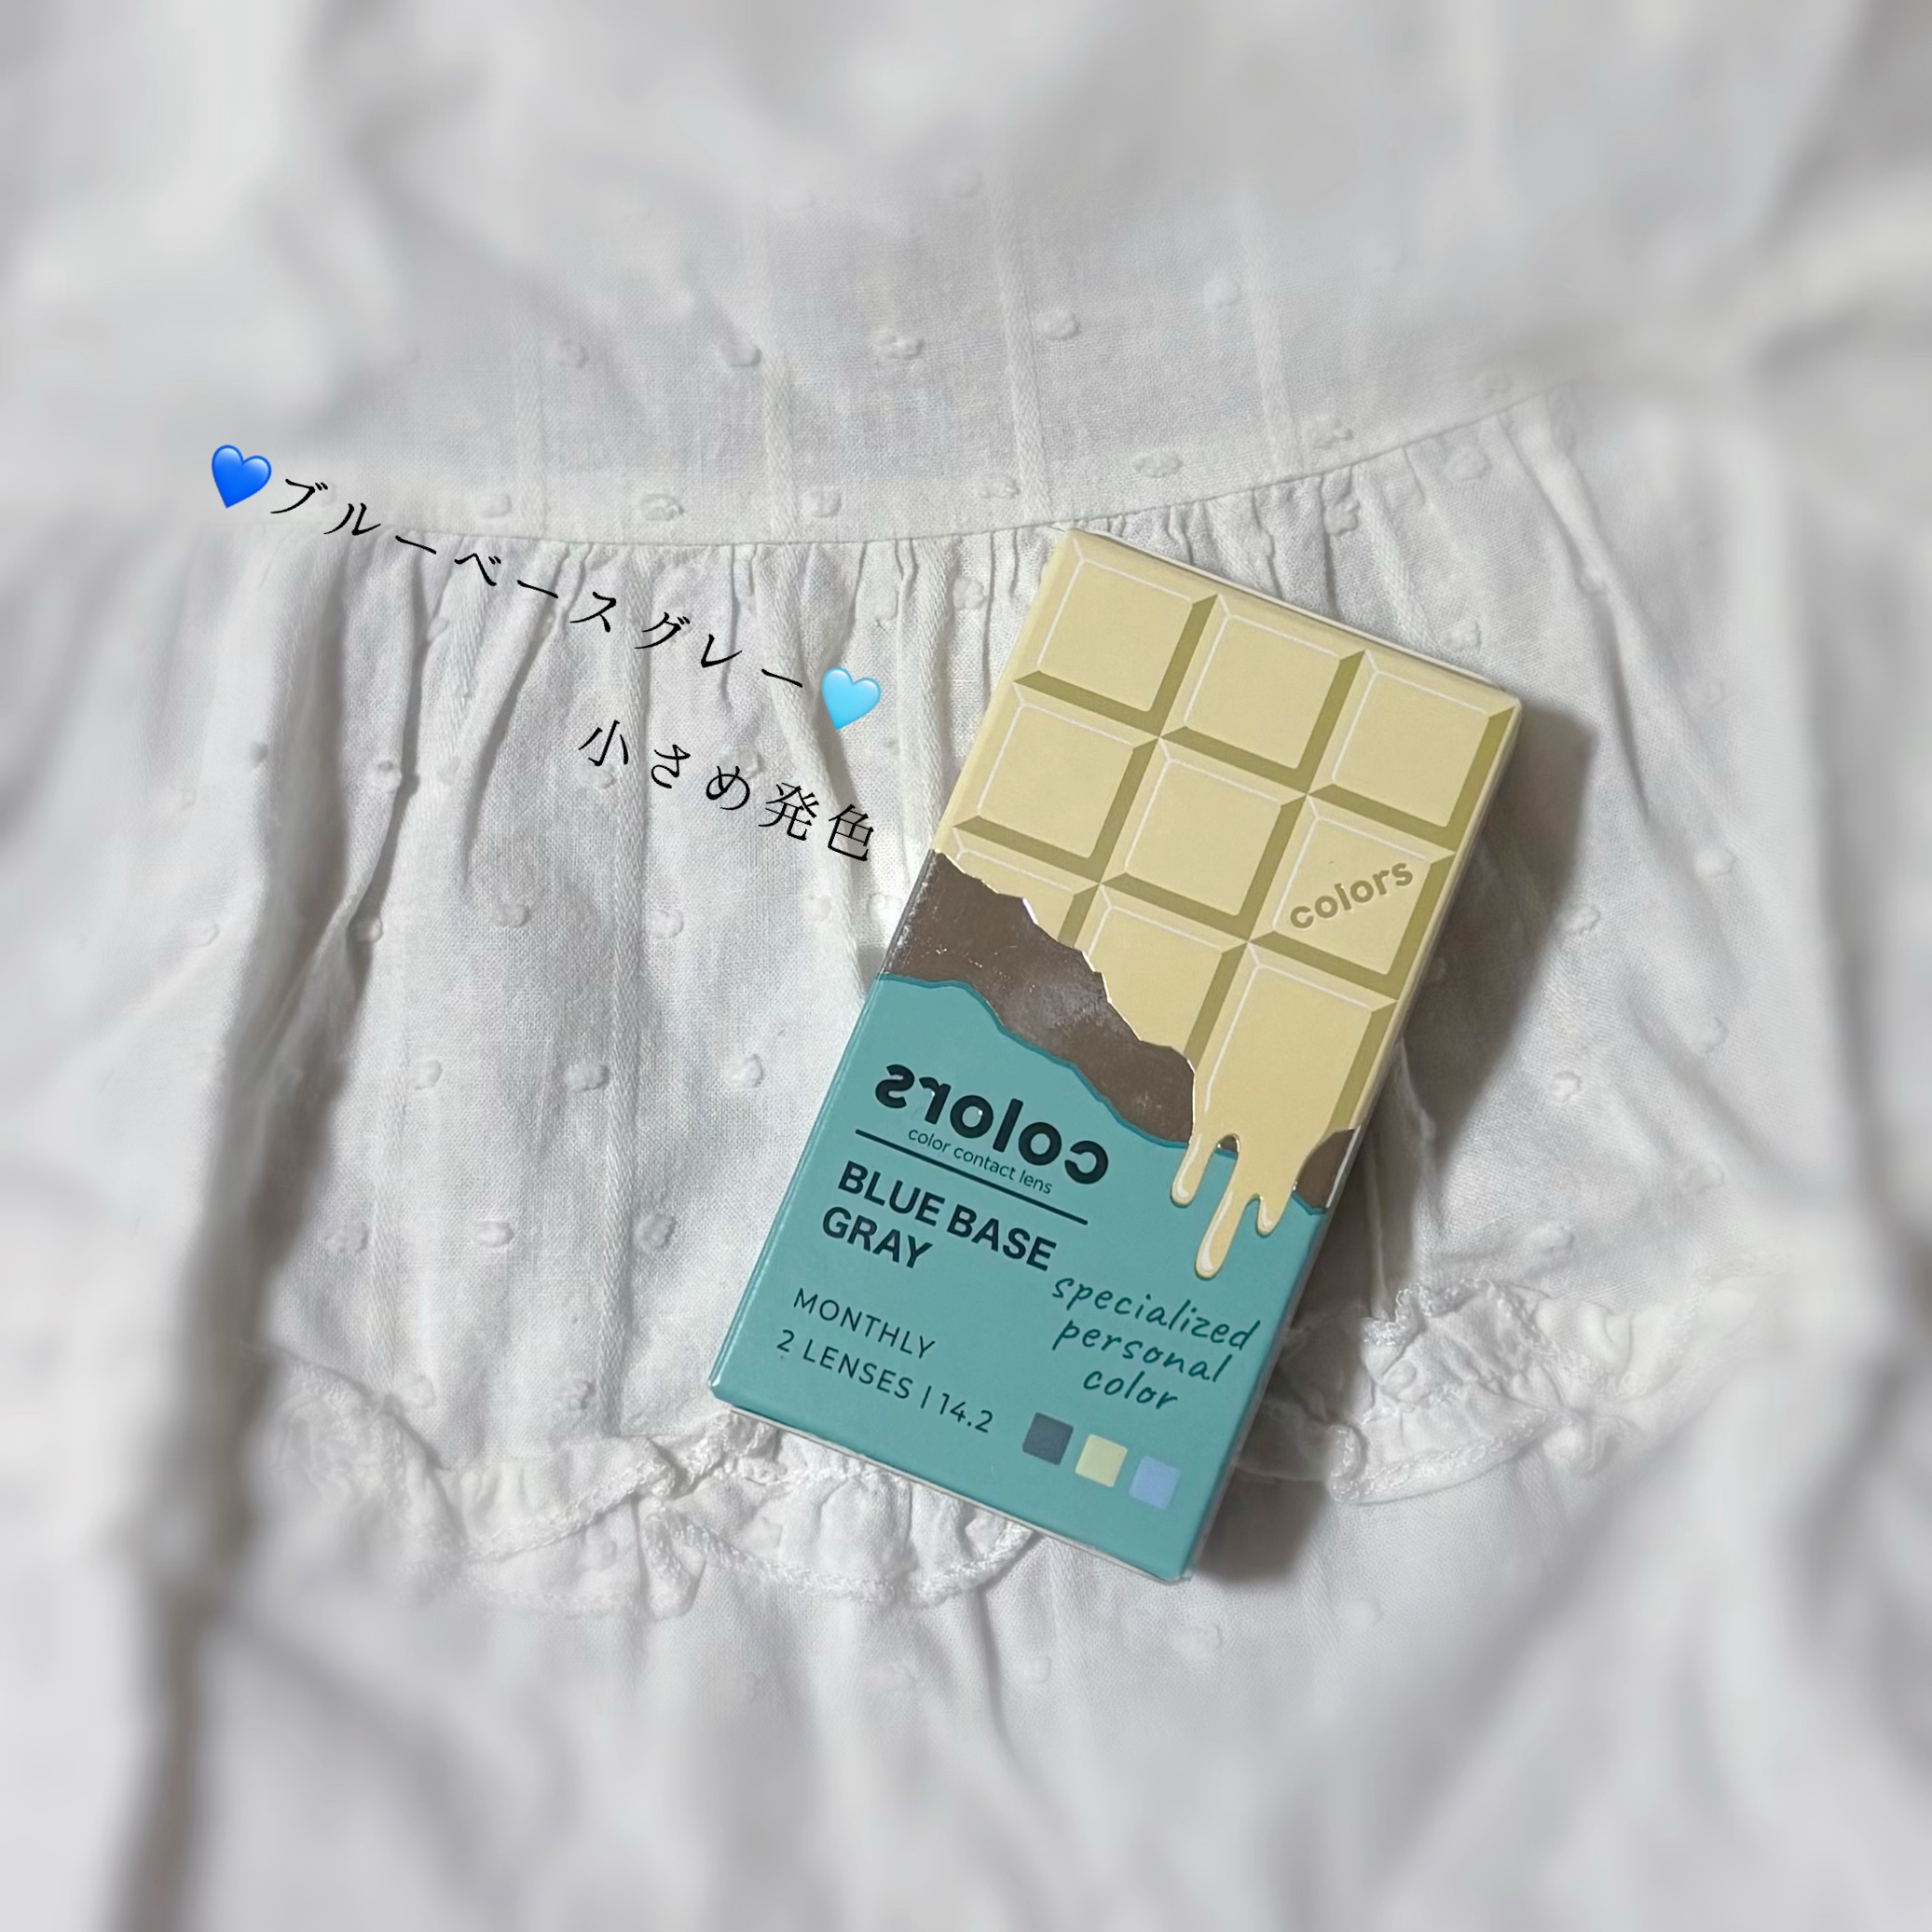 💙ブルーベースグレー🩵
小さめ発色
colors
colors
color contact lens
BLUE BASE
GRAY
MONTHLY
2 LENSES | 14.2
specialized
personal
color